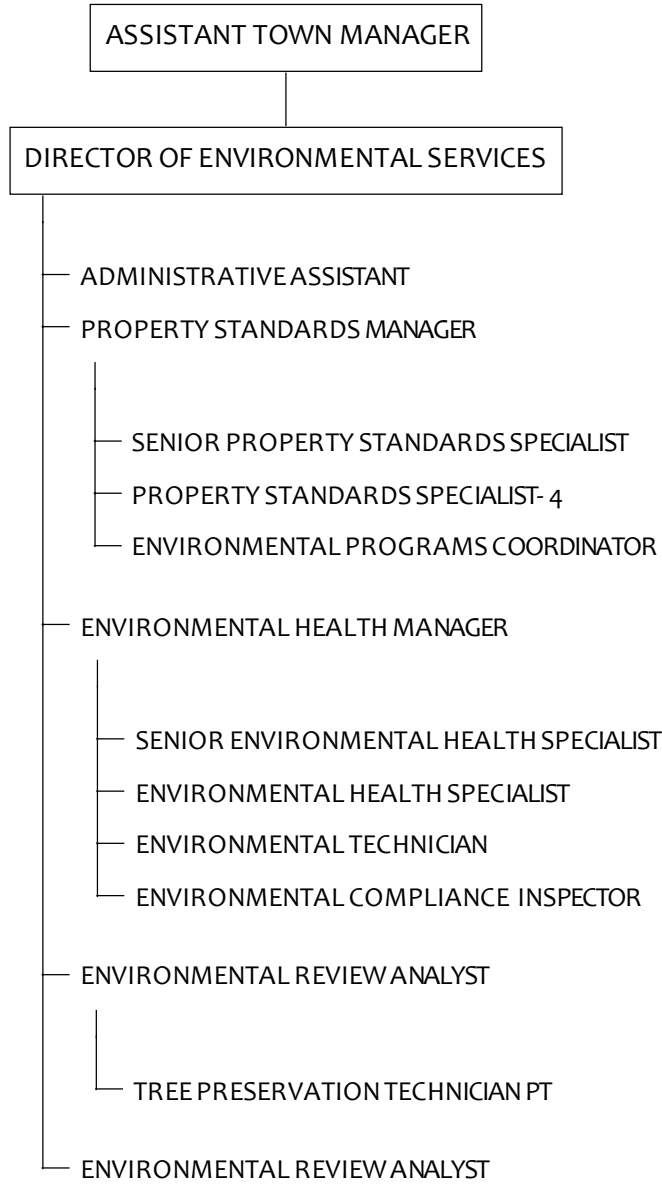 ASSISTANT TOWN MANAGER
DIRECTOR OF ENVIRONMENTAL SERVICES
ADMINISTRATIVE ASSISTANT
PROPERTY STANDARDS MANAGER
SENIOR PROPERTY STANDARDS SPECIALIST
PROPERTY STANDARDS SPECIALIST- 4
ENVIRONMENTAL PROGRAMS COORDINATOR
ENVIRONMENTAL HEALTH MANAGER
SENIOR ENVIRONMENTAL HEALTH SPECIALIST
ENVIRONMENTAL HEALTH SPECIALIST
ENVIRONMENTAL TECHNICIAN
ENVIRONMENTAL COMPLIANCE INSPECTOR
ENVIRONMENTAL REVIEW ANALYST
TREE PRESERVATION TECHNICIAN PT
ENVIRONMENTAL REVIEW ANALYST